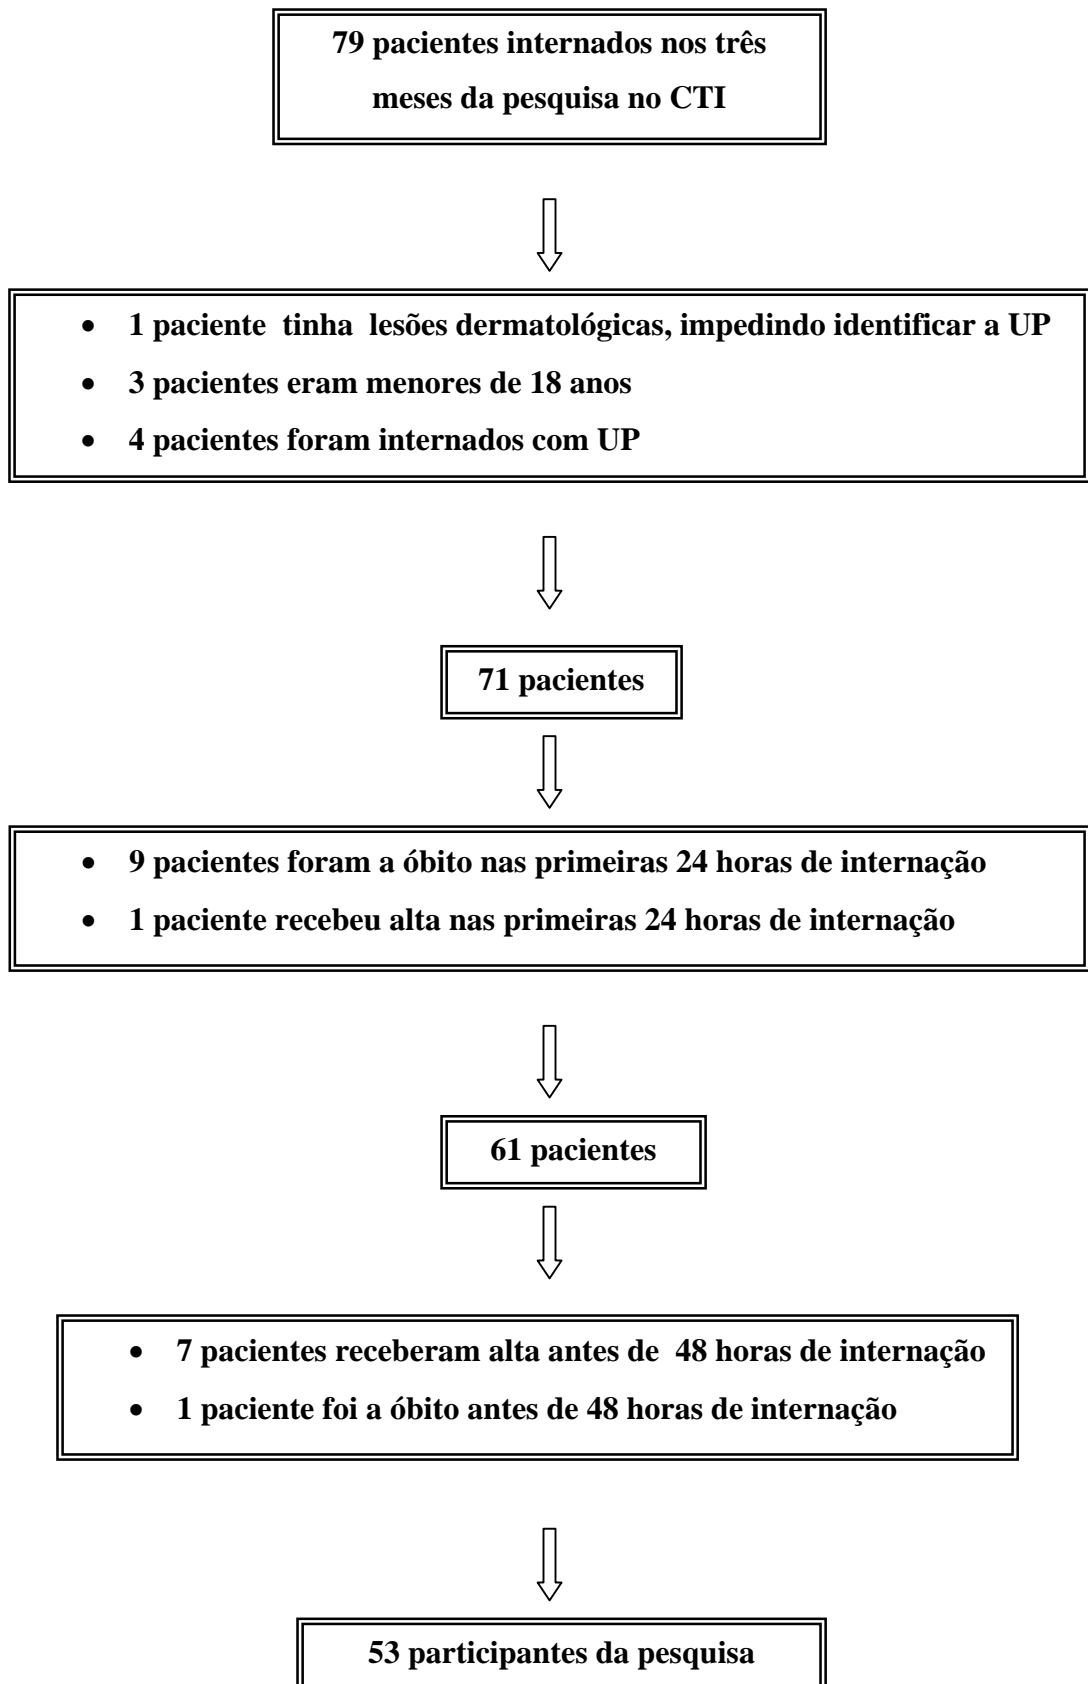 79 pacientes internados nos três
meses da pesquisa no CTI
• 1 paciente tinha lesões dermatológicas, impedindo identificar a UP
• 3 pacientes eram menores de 18 anos
• 4 pacientes foram internados com UP
71 pacientes
• 9 pacientes foram a óbito nas primeiras 24 horas de internação
• 1 paciente recebeu alta nas primeiras 24 horas de internação
61 pacientes
• 7 pacientes receberam alta antes de 48 horas de internação
• 1 paciente foi a óbito antes de 48 horas de internação
53 participantes da pesquisa